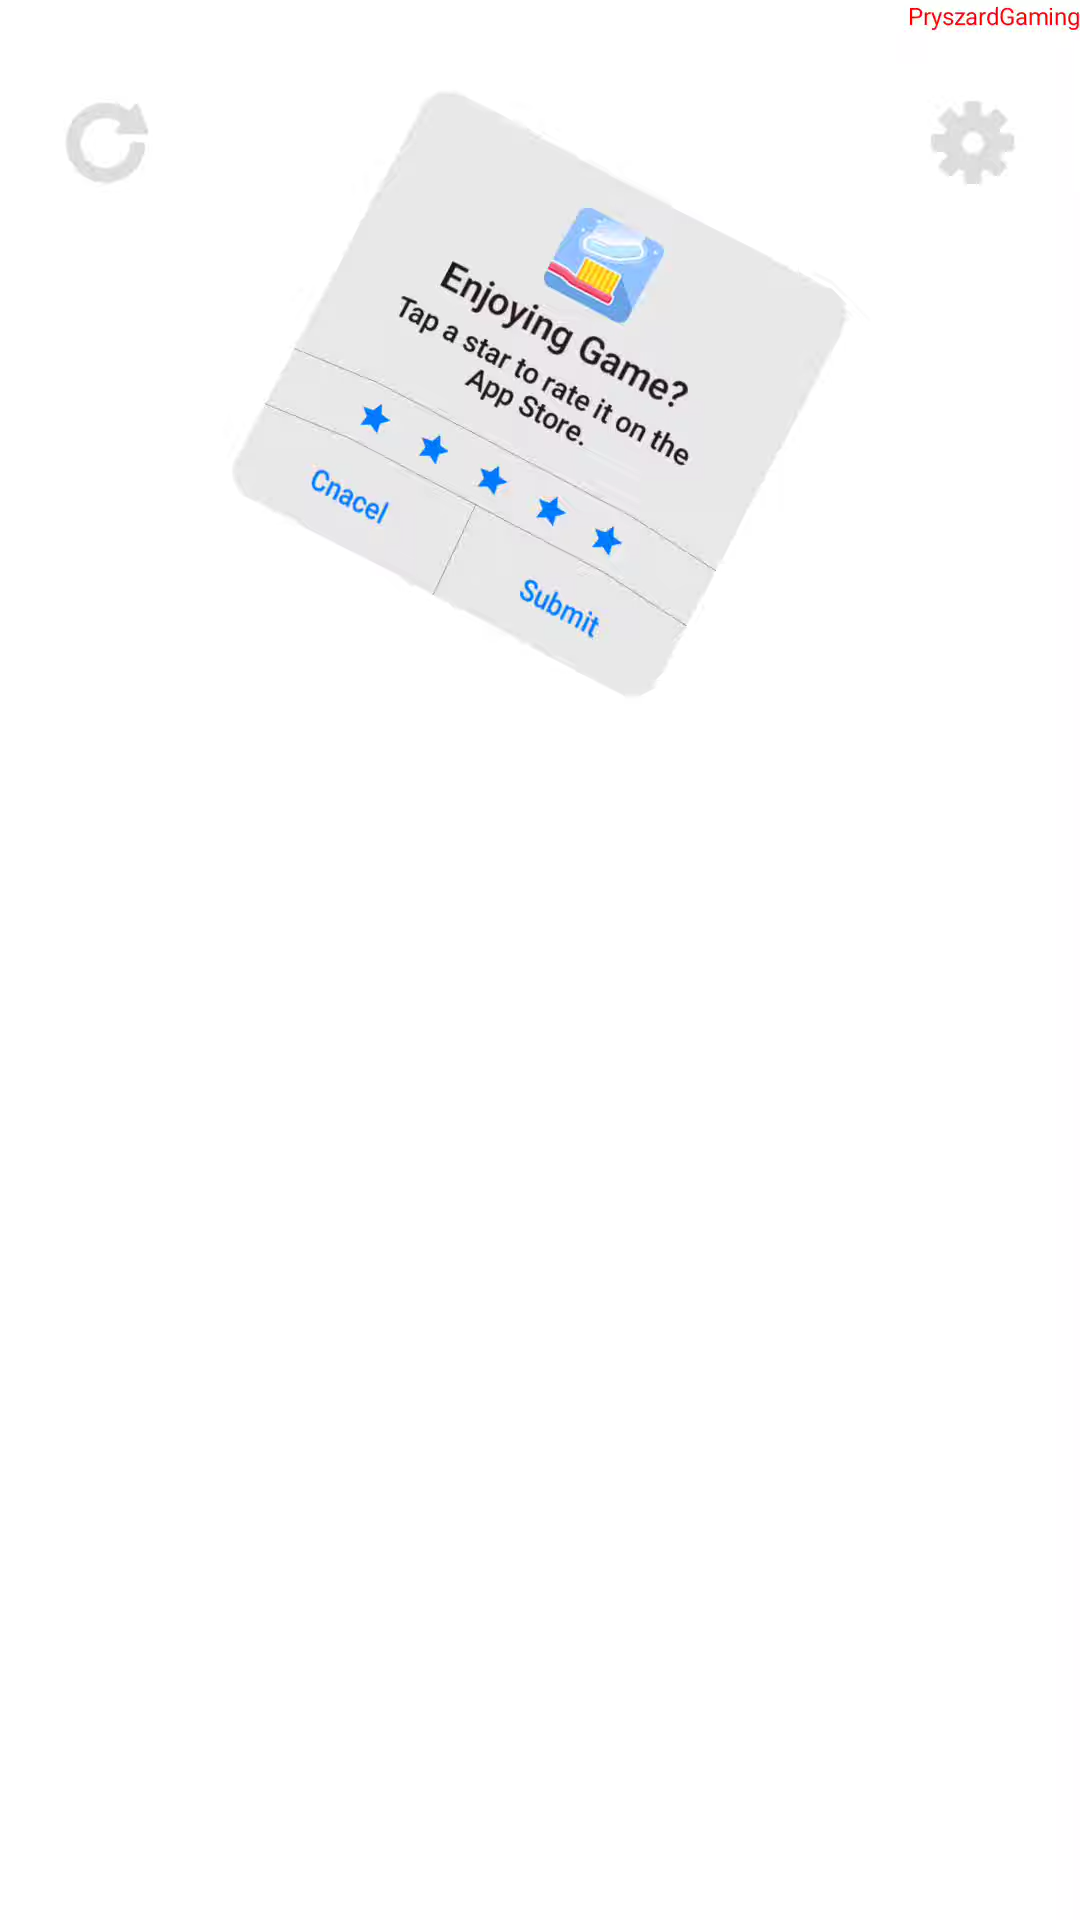 PryszardGaming
Enjoying Game?
Tap a star to rate it on the
App Store.
Cnacel
Submit